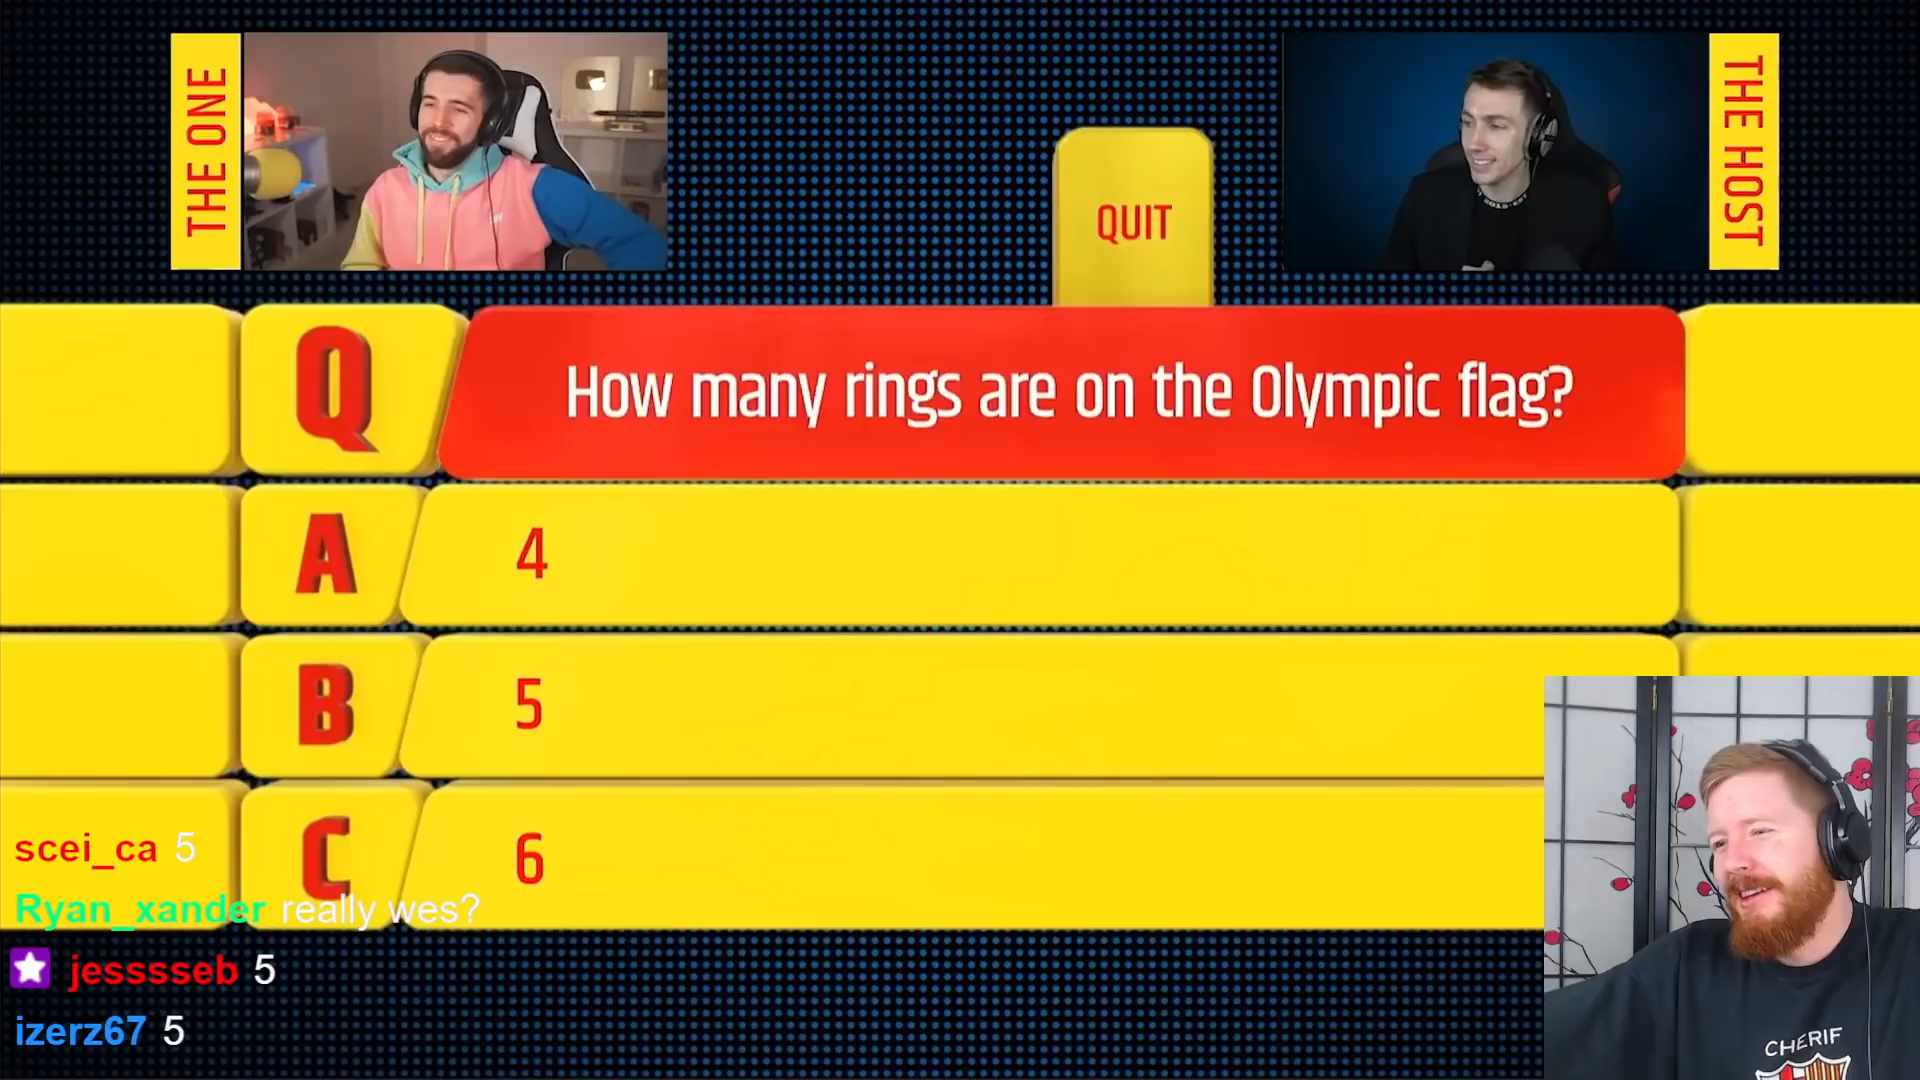 THE ONE
THE HOST
QUIT
Q
How many rings are on the Olympic flag?
A
4
B
5
C
6
scei_ca 5
Ryan_xander really wes?
jesssseb 5
izerz67 5
CHERIF